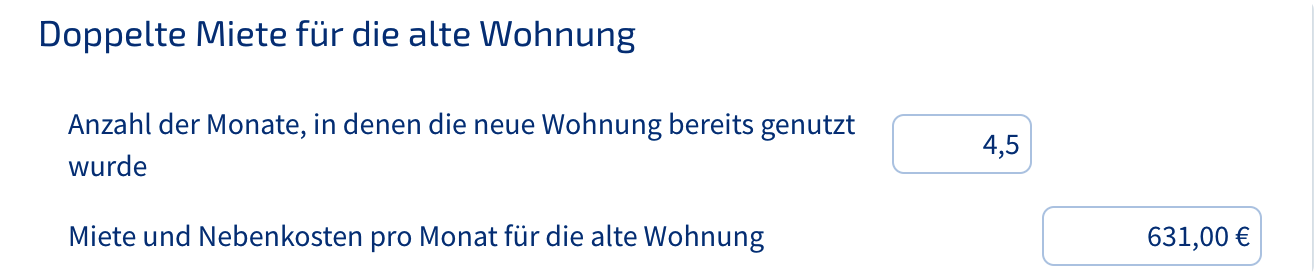 Doppelte Miete für die alte Wohnung
Anzahl der Monate, in denen die neue Wohnung bereits genutzt
wurde
4,5
Miete und Nebenkosten pro Monat für die alte Wohnung
631,00 €